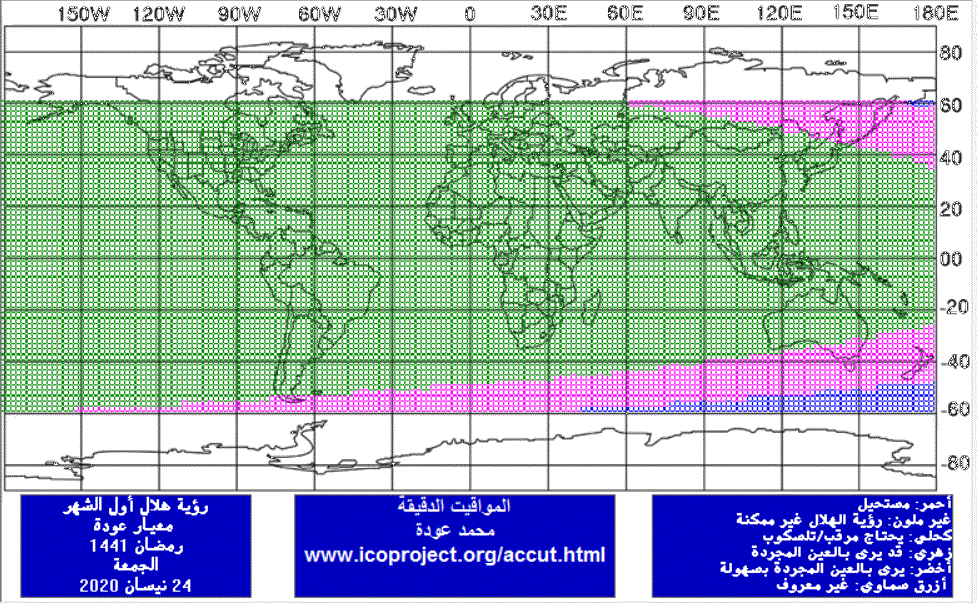 150W 120W 90W 60W 30W 0 30E 60E 90E 120E 150E 180E
80
60
40
20
00
-20
-40
-60
-80
رؤية هلال أول الشهر
معيار عودة
رمضان 1441
الجمعة
24 نيسان 2020
المواقيت الدقيقة
محمد عودة
www.icoproject.org/accut.html
أحمر: مستحيل
غير ملون: رؤية الهلال غير ممكنة
كحلي: يحتاج مرقب/تلسكوب
زهري: قد يرى بالعين المجردة
أخضر: يرى بالعين المجردة بسهولة
أزرق سماوي: غير معروف